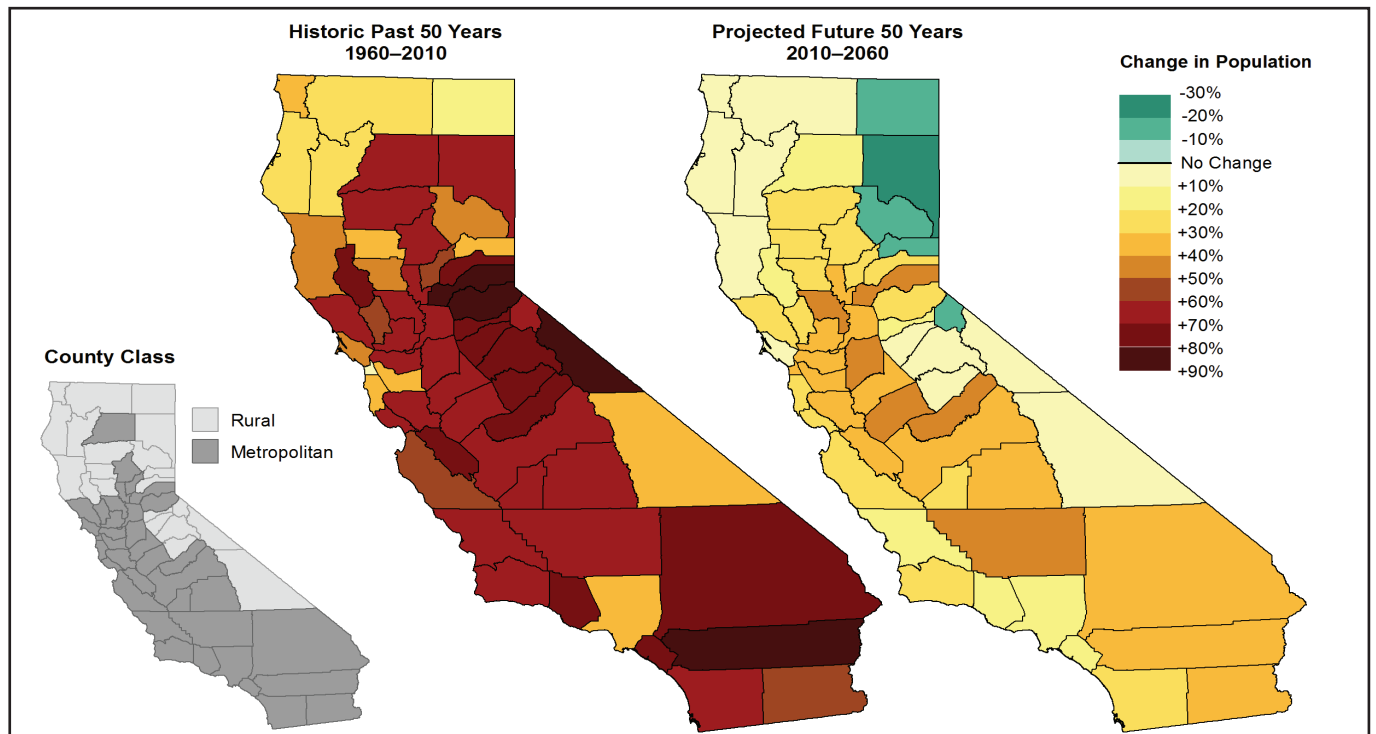 Historic Past 50 Years
1960–2010
Projected Future 50 Years
2010–2060
Change in Population
-30%
-20%
-10%
No Change
+10%
+20%
+30%
+40%
+50%
+60%
+70%
+80%
+90%
County Class
Rural
Metropolitan